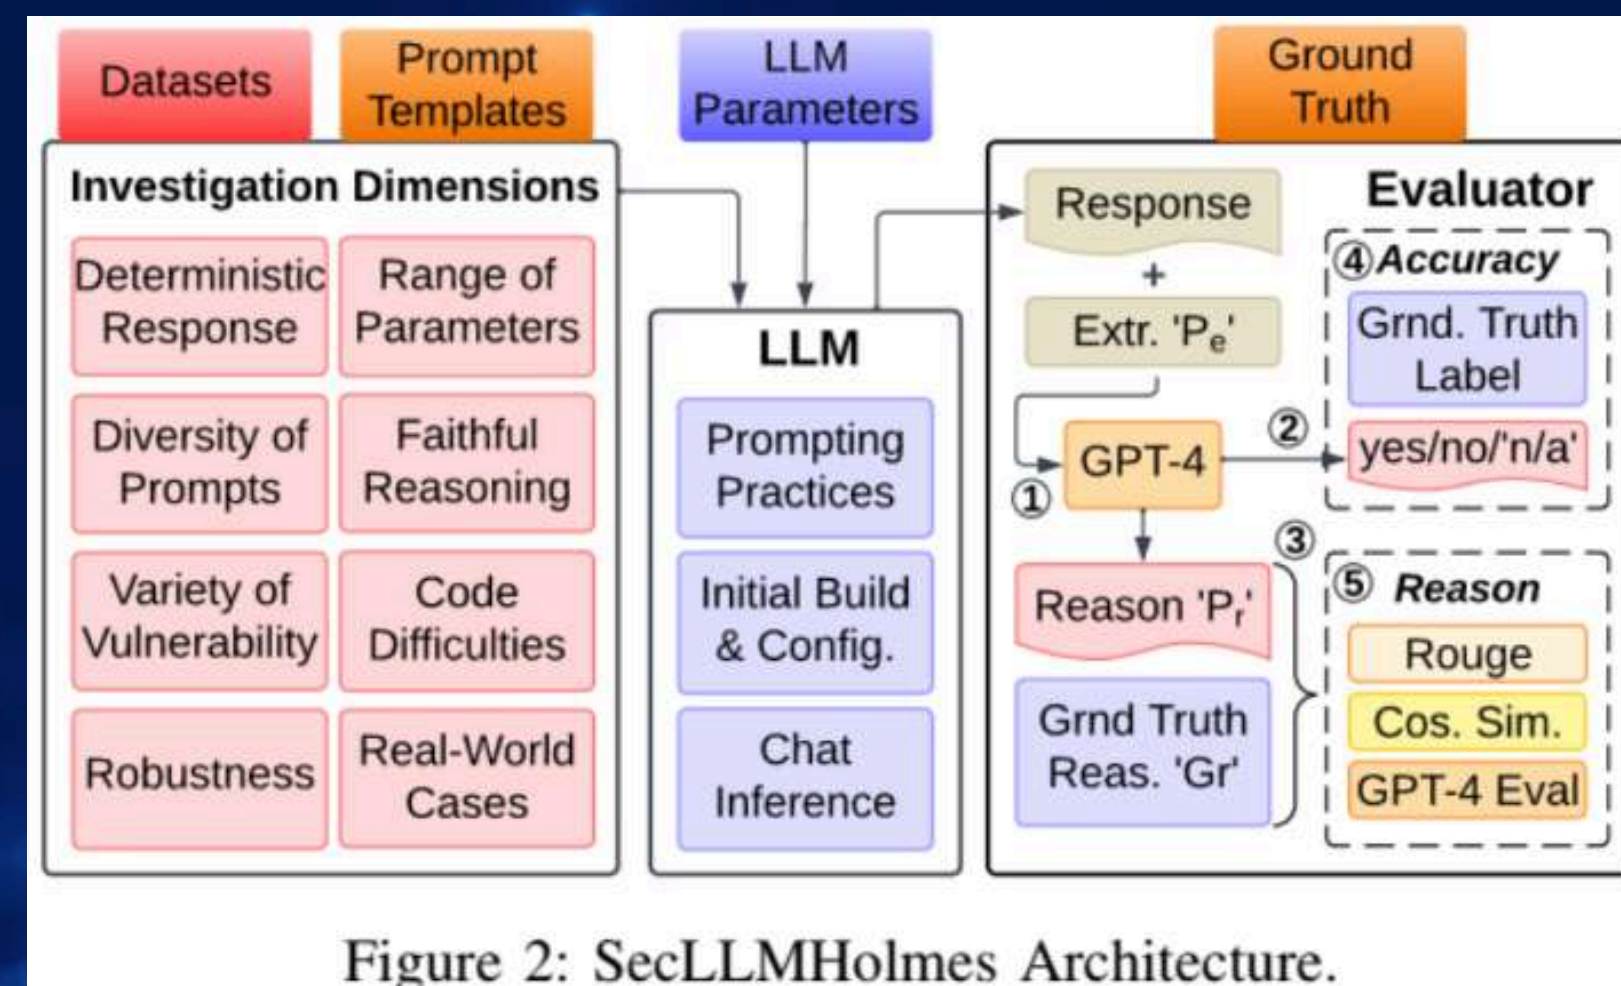 Datasets
Prompt
Templates
Investigation Dimensions
Deterministic
Response
Range of
Parameters
Diversity of
Prompts
Faithful
Reasoning
Variety of
Vulnerability
Code
Difficulties
Robustness
Real-World
Cases
LLM
Parameters
LLM
Prompting
Practices
Initial Build
& Config.
Chat
Inference
Ground
Truth
Evaluator
Response
+
Extr. 'Pe'
①
GPT-4
②
Reason 'Pr'
③
Grnd Truth
Reas. 'Gr'
④ Accuracy
Grnd. Truth
Label
yes/no/'n/a'
⑤ Reason
Rouge
Cos. Sim.
GPT-4 Eval
Figure 2: SecLLMHolmes Architecture.